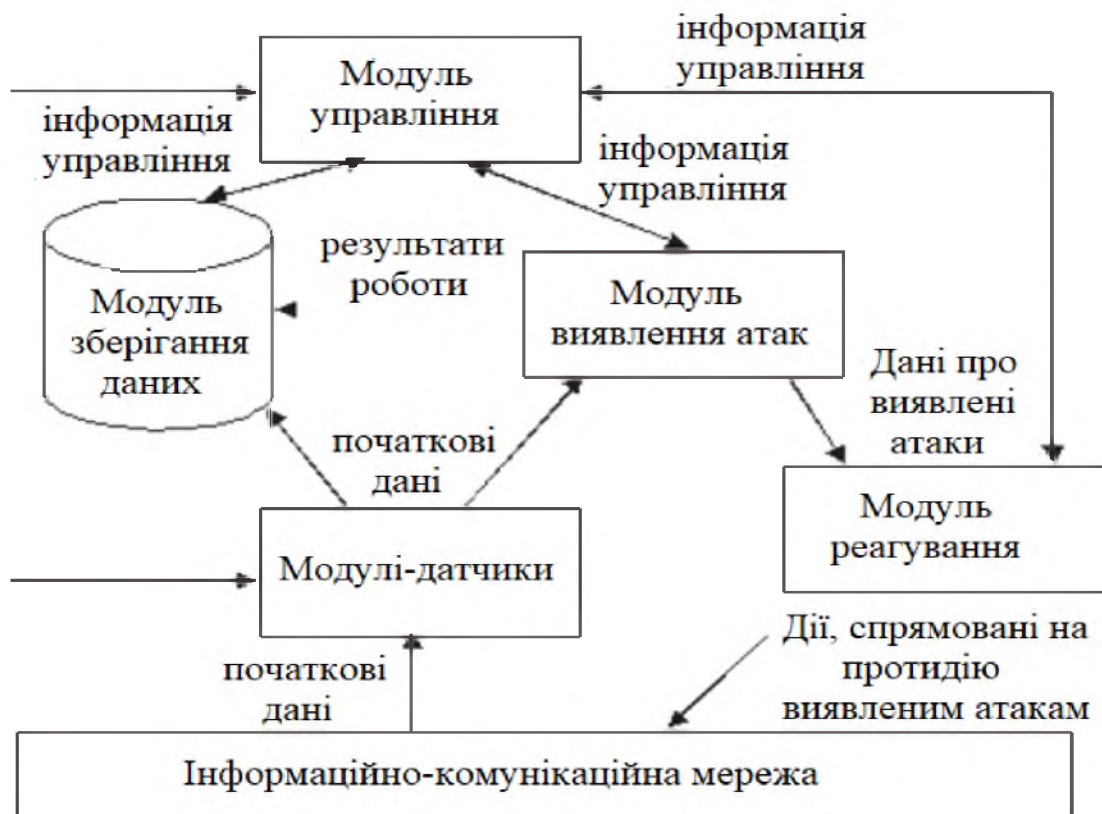 інформація
управління
Модуль
управління
інформація
управління
інформація
управління
результати
роботи
Модуль
зберігання
даних
Модуль
виявлення атак
Дані про
виявлені
атаки
початкові
дані
Модуль
реагування
Модулі-датчики
Дії, спрямовані на
протидію
виявленим атакам
початкові
дані
Інформаційно-комунікаційна мережа